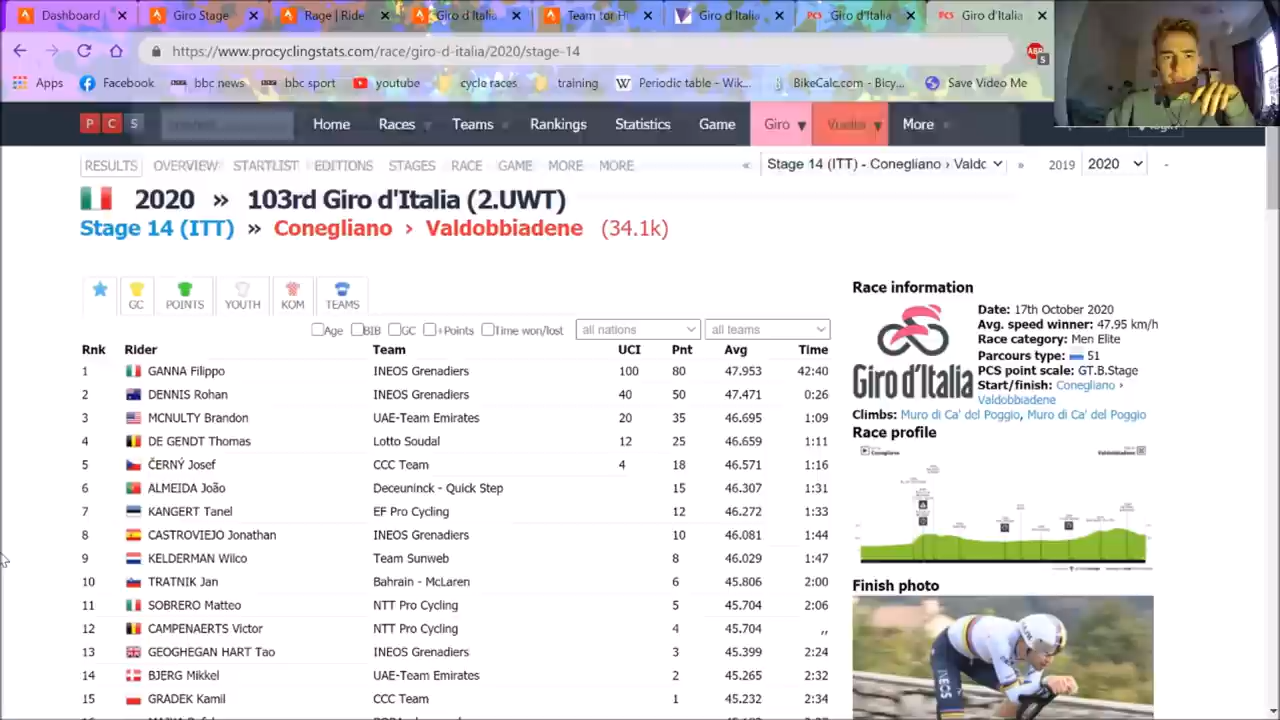 Dashboard
Giro Stage
Rage | Ride
Giro d'Italia
Team for H
Giro d'Italia
Giro d'Italia
Giro d'Italia
https://www.procyclingstats.com/race/giro-d-italia/2020/stage-14
ABP
5
Apps
Facebook
bbc news
bbc sport
youtube
cycle races
training
Periodic table - Wik...
BikeCalc.com - Bicy...
Save Video Me
P C S
Home
Races
Teams
Rankings
Statistics
Game
Giro
Vuelta
More
login
RESULTS OVERVIEW STARTLIST EDITIONS STAGES RACE GAME MORE MORE
« Stage 14 (ITT) - Conegliano › Valdc » 2019 2020 -
2020 » 103rd Giro d'Italia (2.UWT)
Stage 14 (ITT) » Conegliano › Valdobbiadene (34.1k)
GC POINTS YOUTH KOM TEAMS
Age BIB GC +Points Time won/lost all nations all teams
Rnk Rider Team UCI Pnt Avg Time
1 GANNA Filippo INEOS Grenadiers 100 80 47.953 42:40
2 DENNIS Rohan INEOS Grenadiers 40 50 47.471 0:26
3 MCNULTY Brandon UAE-Team Emirates 20 35 46.695 1:09
4 DE GENDT Thomas Lotto Soudal 12 25 46.659 1:11
5 ČERNÝ Josef CCC Team 4 18 46.571 1:16
6 ALMEIDA João Deceuninck - Quick Step 15 46.307 1:31
7 KANGERT Tanel EF Pro Cycling 12 46.272 1:33
8 CASTROVIEJO Jonathan INEOS Grenadiers 10 46.081 1:44
9 KELDERMAN Wilco Team Sunweb 8 46.029 1:47
10 TRATNIK Jan Bahrain - McLaren 6 45.806 2:00
11 SOBRERO Matteo NTT Pro Cycling 5 45.704 2:06
12 CAMPENAERTS Victor NTT Pro Cycling 4 45.704 ,,
13 GEOGHEGAN HART Tao INEOS Grenadiers 3 45.399 2:24
14 BJERG Mikkel UAE-Team Emirates 2 45.265 2:32
15 GRADEK Kamil CCC Team 1 45.232 2:34
Race information
Giro d'Italia
Date: 17th October 2020
Avg. speed winner: 47.95 km/h
Race category: Men Elite
Parcours type: 51
PCS point scale: GT.B.Stage
Start/finish: Conegliano ›
Valdobbiadene
Climbs: Muro di Ca' del Poggio, Muro di Ca' del Poggio
Race profile
Conegliano
Valdobbiadene
Finish photo
INEOS